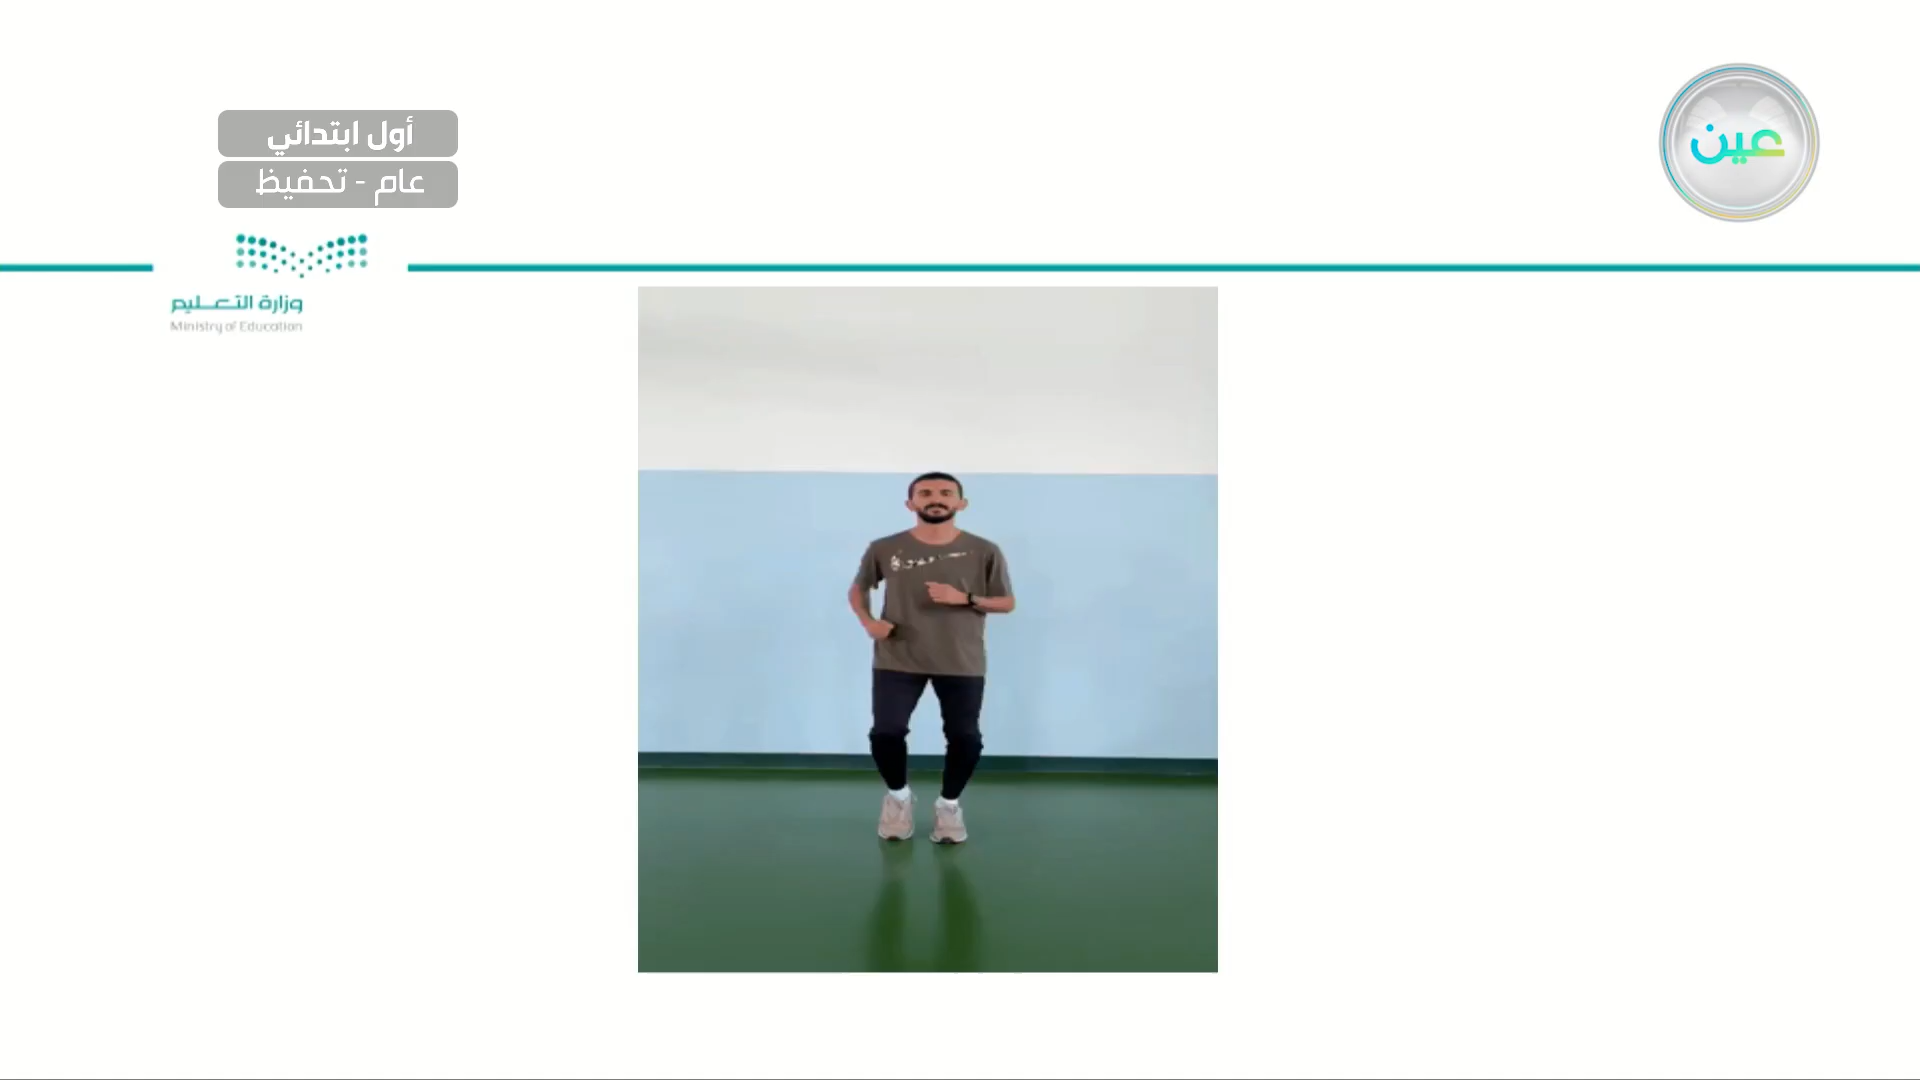 أول ابتدائي
عام - تحفيظ
عين
وزارة التعليم
Ministry of Education